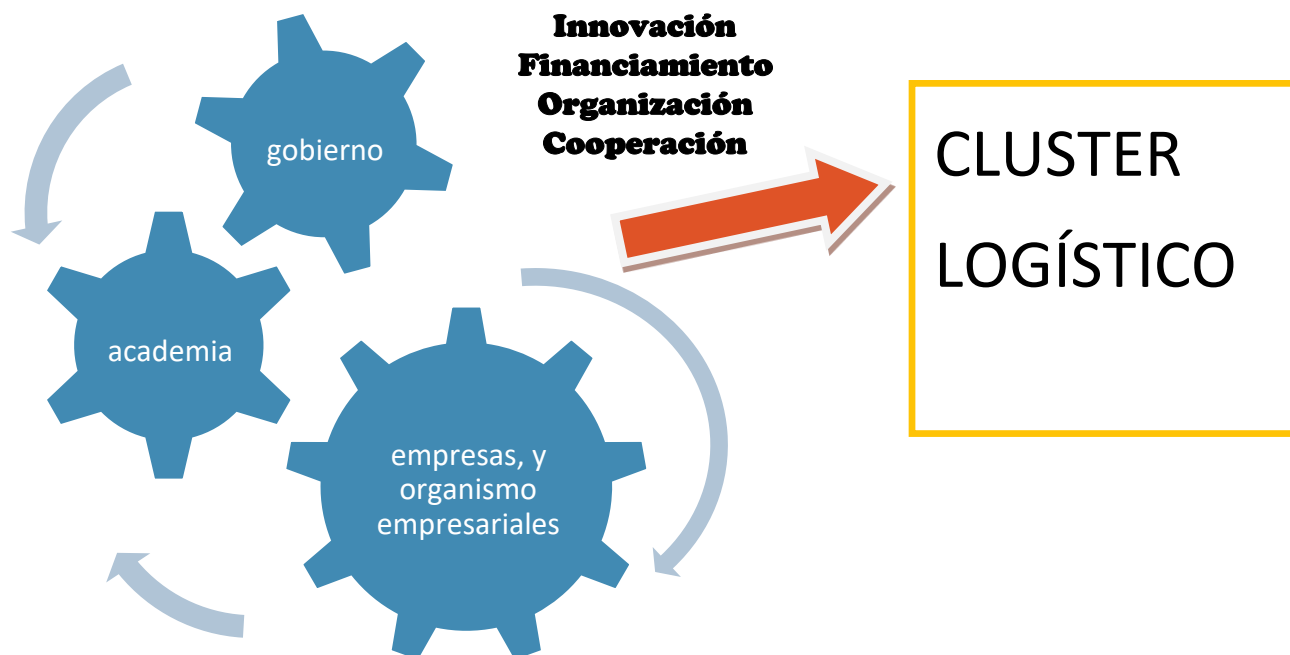 Innovación
Financiamiento
Organización
Cooperación
gobierno
academia
empresas, y
organismo
empresariales
CLUSTER
LOGÍSTICO